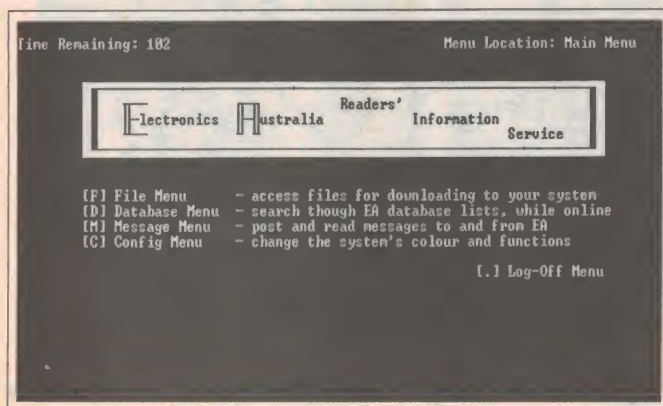 Time Remaining: 102 Menu Location: Main Menu
Electronics Australia Readers' Information Service
[F] File Menu - access files for downloading to your system
[D] Database Menu - search though EA database lists, while online
[M] Message Menu - post and read messages to and from EA
[C] Config Menu - change the system's colour and functions
[.] Log-Off Menu